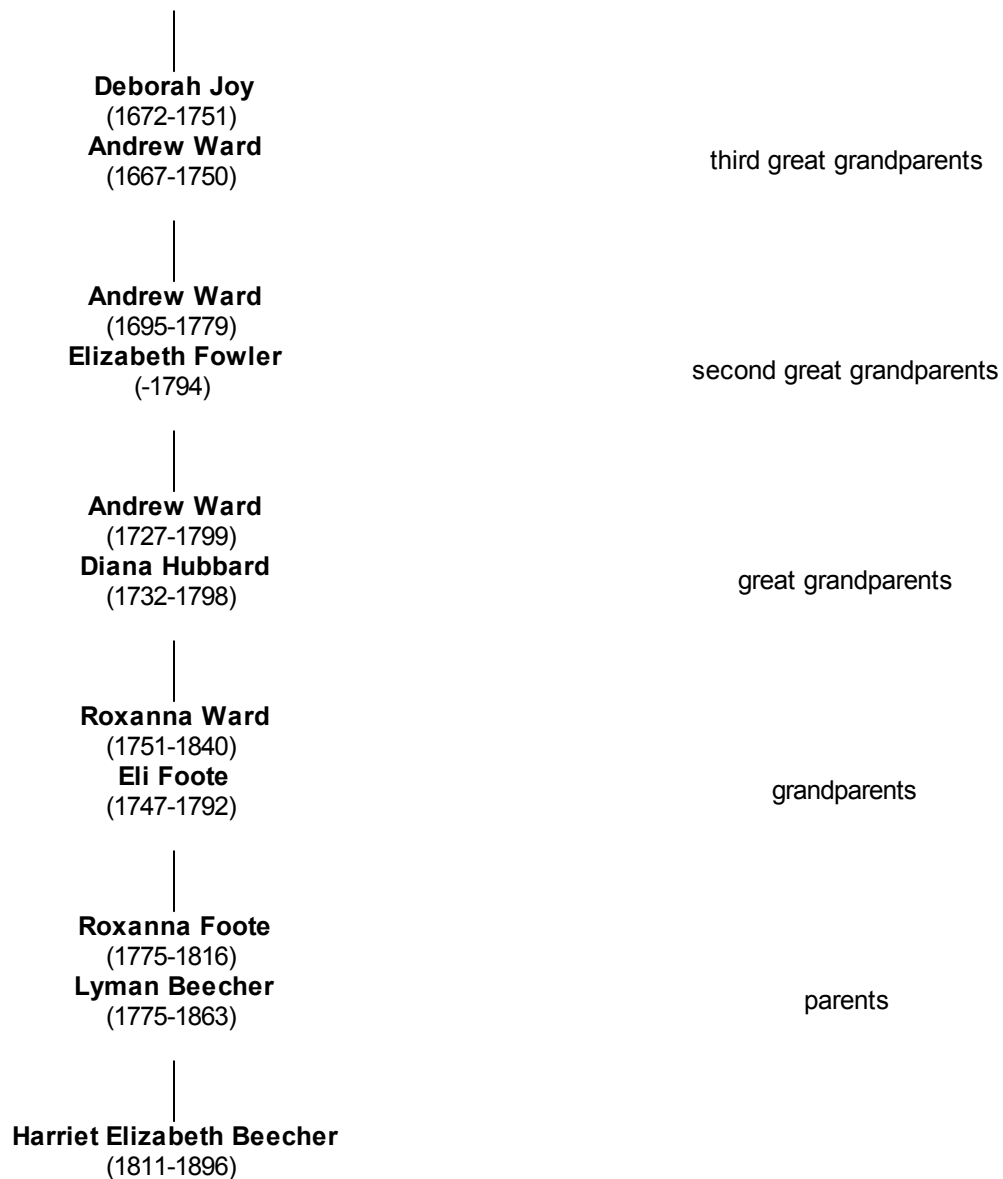 Deborah Joy
(1672-1751)
Andrew Ward
(1667-1750)
third great grandparents
Andrew Ward
(1695-1779)
Elizabeth Fowler
(-1794)
second great grandparents
Andrew Ward
(1727-1799)
Diana Hubbard
(1732-1798)
great grandparents
Roxanna Ward
(1751-1840)
Eli Foote
(1747-1792)
grandparents
Roxanna Foote
(1775-1816)
Lyman Beecher
(1775-1863)
parents
Harriet Elizabeth Beecher
(1811-1896)